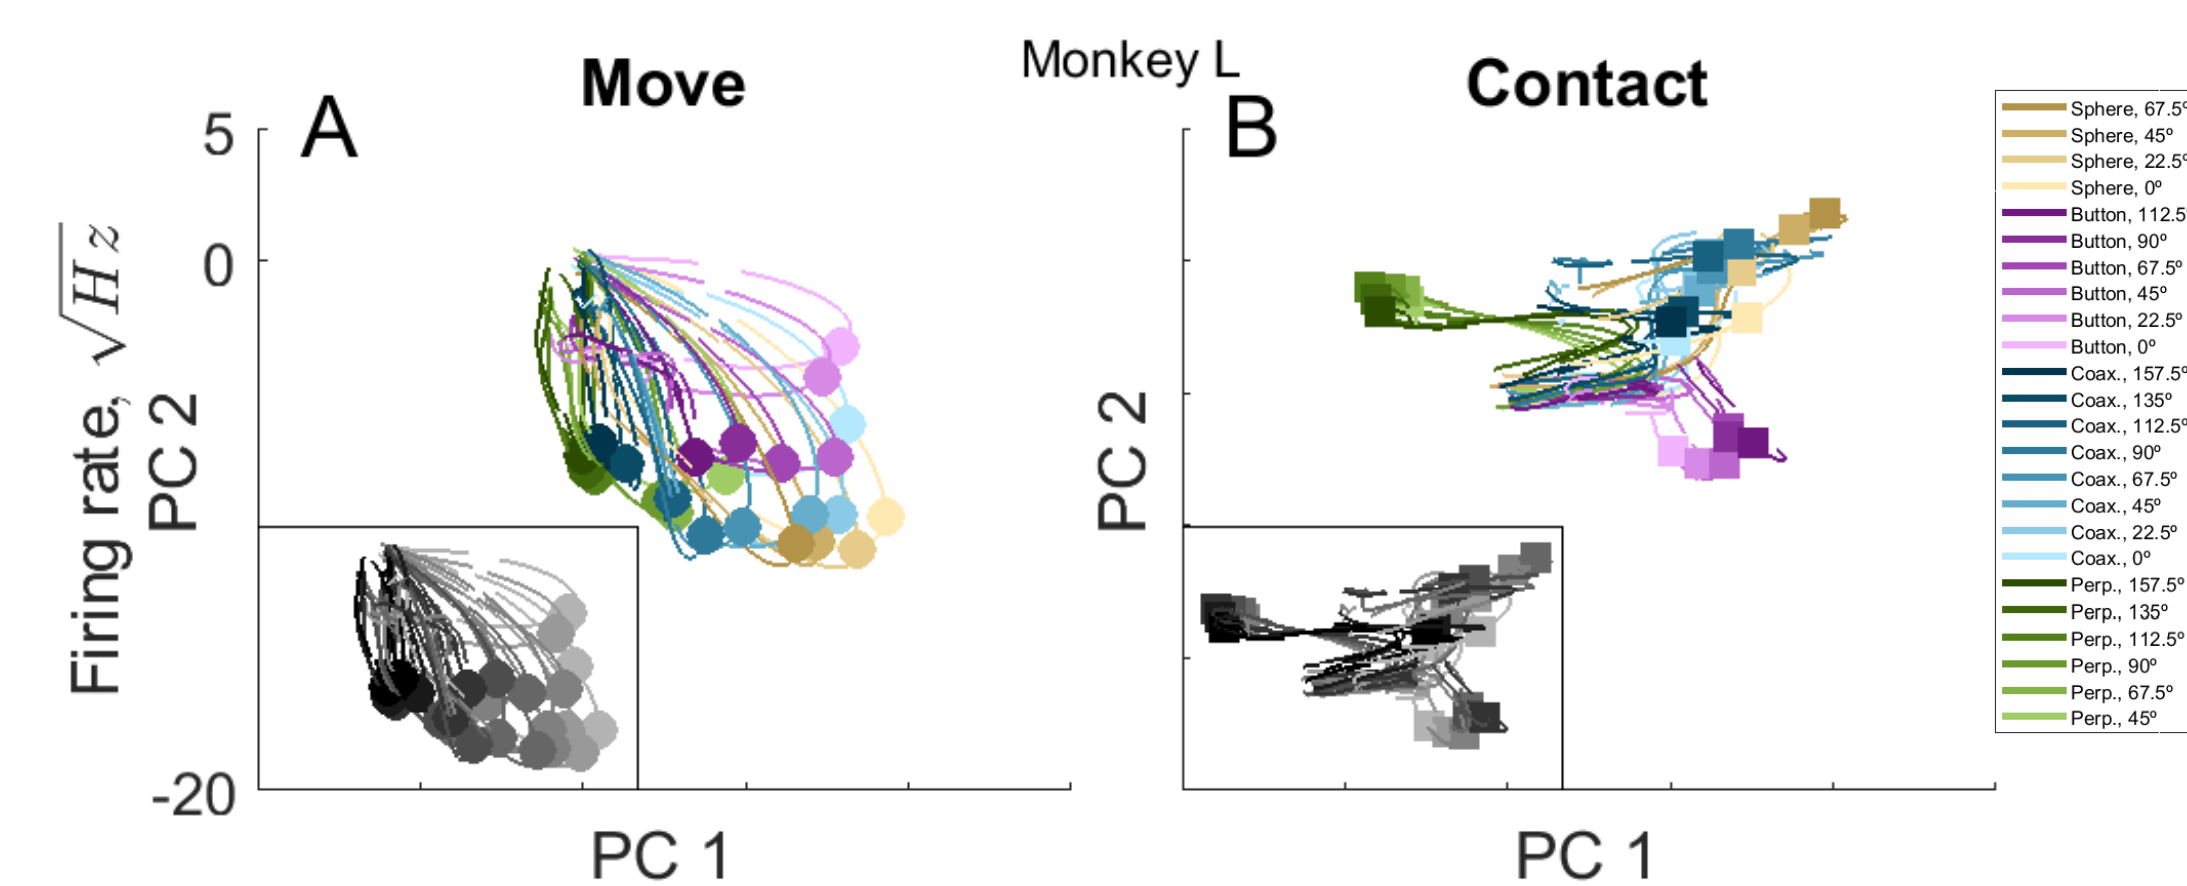 Monkey L
Move
Contact
A
B
5
0
-20
Firing rate, √Hz
PC 2
PC 1
PC 2
PC 1
Sphere, 67.5º
Sphere, 45º
Sphere, 22.5º
Sphere, 0º
Button, 112.5º
Button, 90º
Button, 67.5º
Button, 45º
Button, 22.5º
Button, 0º
Coax., 157.5º
Coax., 135º
Coax., 112.5º
Coax., 90º
Coax., 67.5º
Coax., 45º
Coax., 22.5º
Coax., 0º
Perp., 157.5º
Perp., 135º
Perp., 112.5º
Perp., 90º
Perp., 67.5º
Perp., 45º